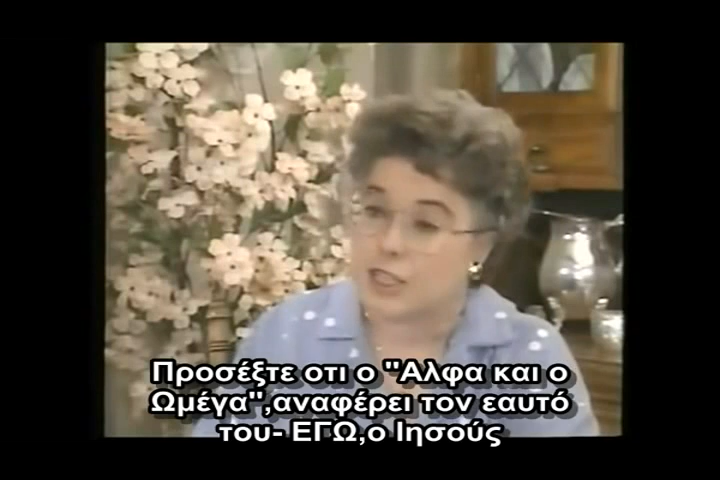 Προσέξτε οτι ο "Αλφα και ο
Ωμέγα",αναφέρει τον εαυτό
του- ΕΓΩ,ο Ιησούς